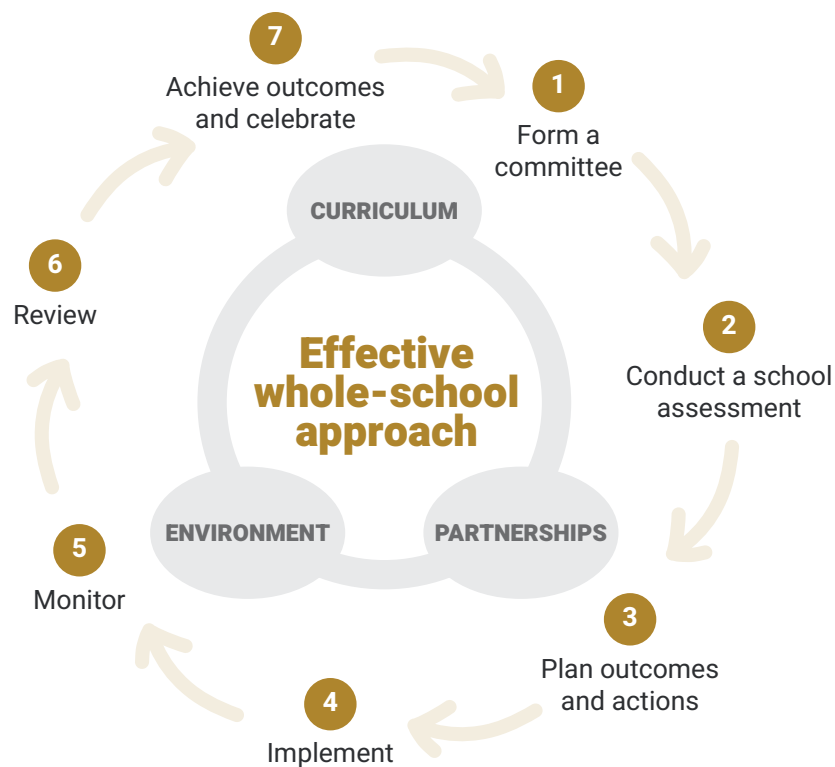 7
Achieve outcomes
and celebrate
1
Form a
committee
2
Conduct a school
assessment
3
Plan outcomes
and actions
4
Implement
5
Monitor
6
Review
CURRICULUM
Effective
whole-school
approach
ENVIRONMENT
PARTNERSHIPS